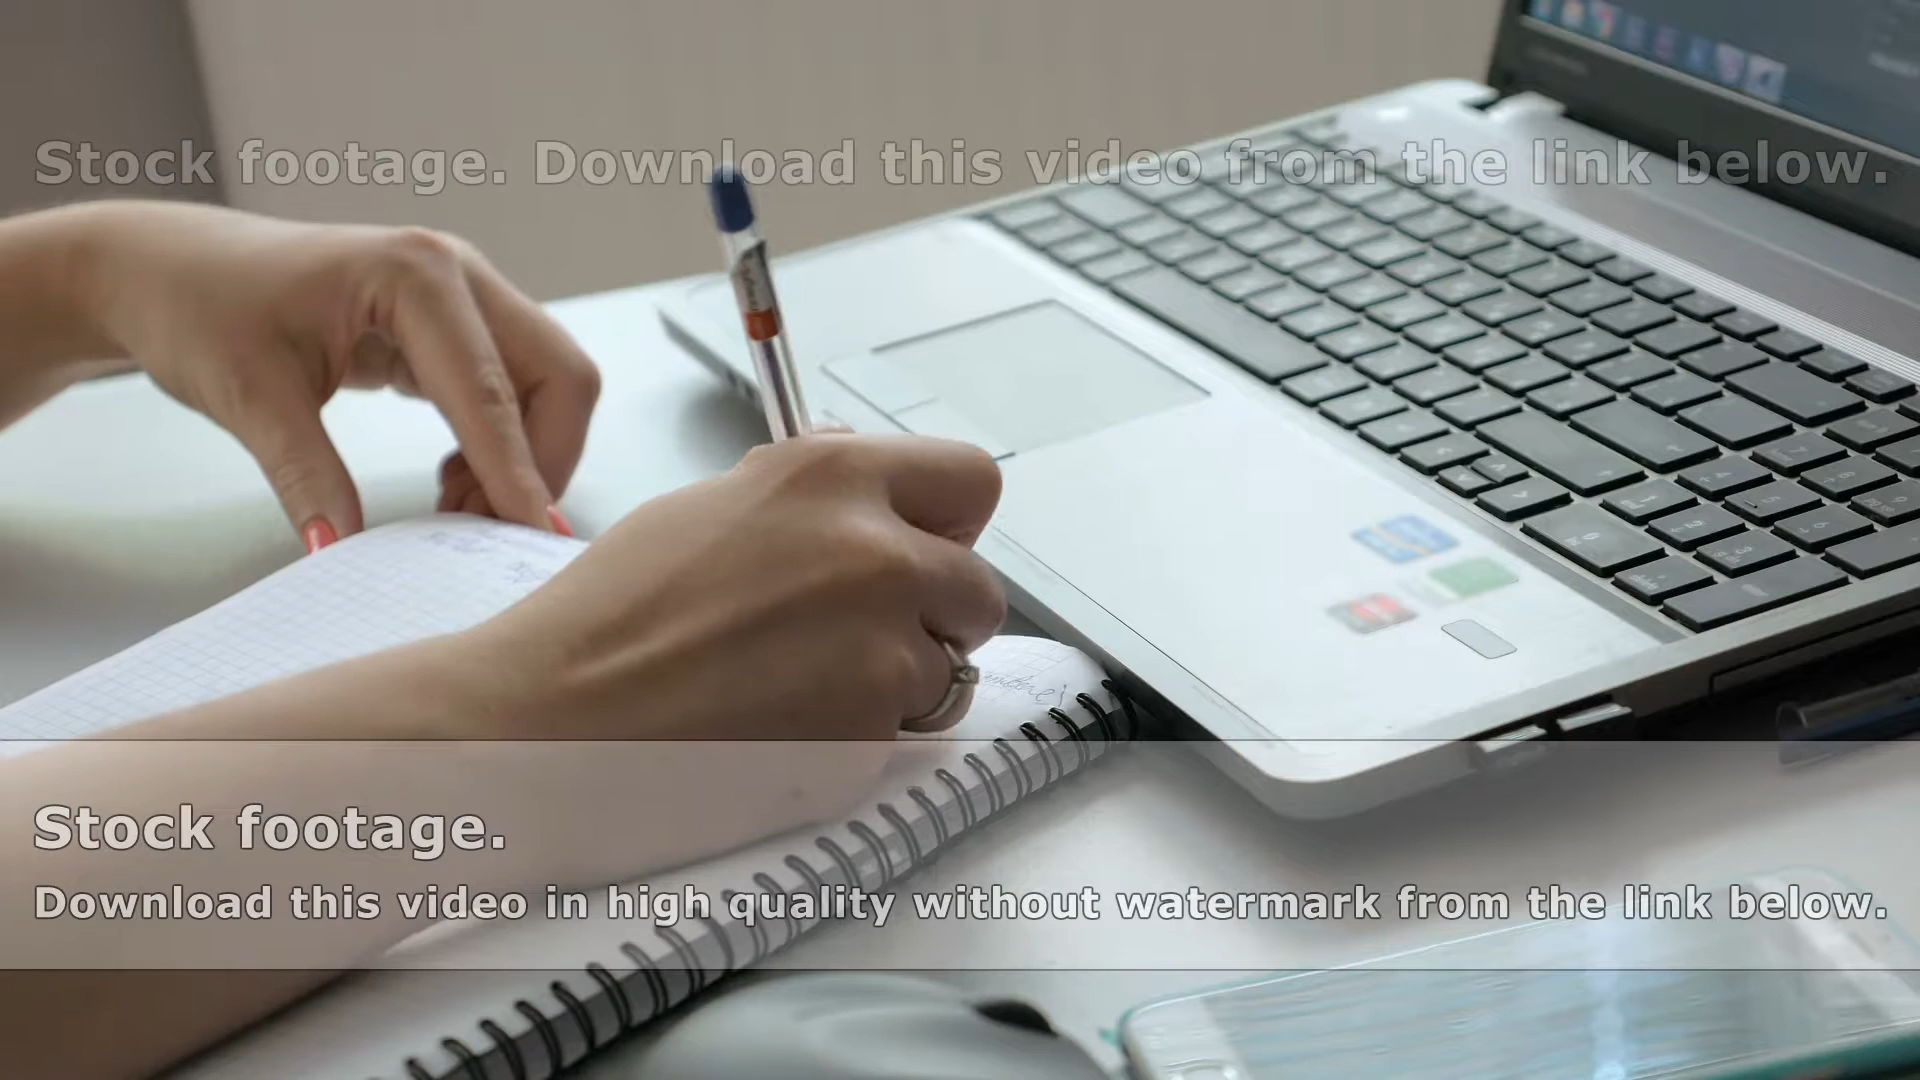 Stock footage. Download this video from the link below.
Stock footage.
Download this video in high quality without watermark from the link below.